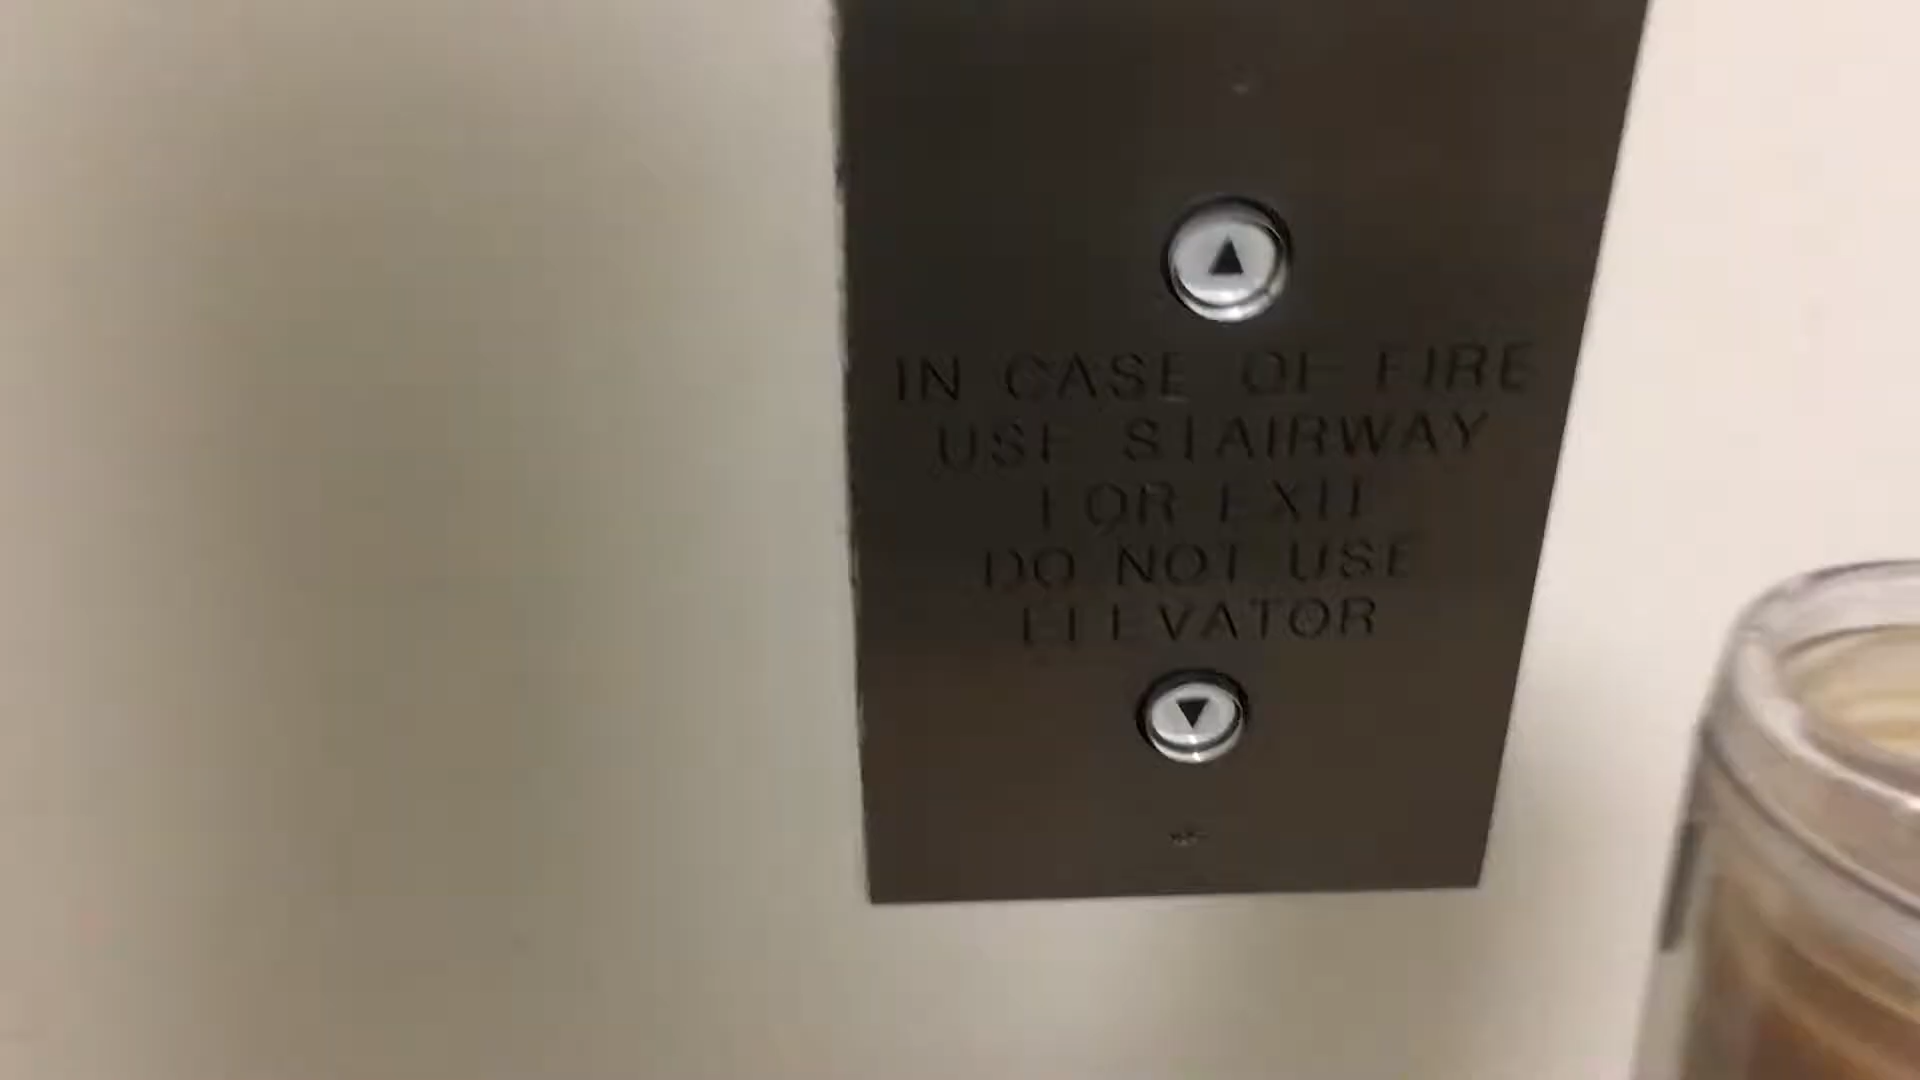 IN CASE OF FIRE
USE STAIRWAY
FOR EXIT
DO NOT USE
ELEVATOR